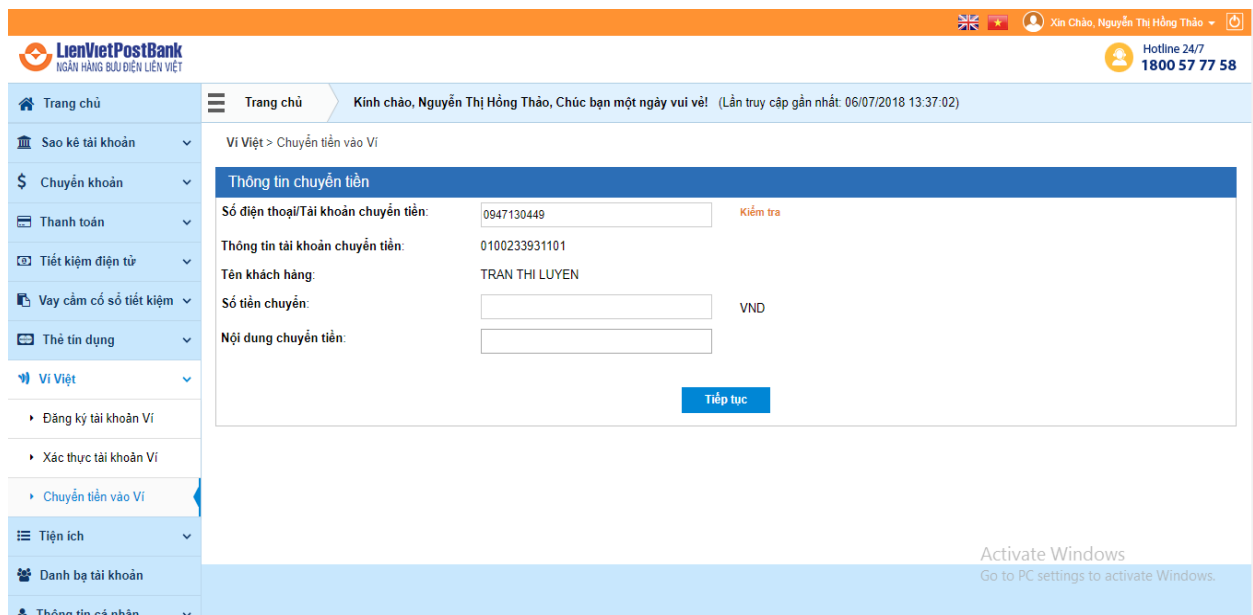 Xin Chào, Nguyễn Thị Hồng Thảo
LienVietPostBank
NGÂN HÀNG BƯU ĐIỆN LIÊN VIỆT
Hotline 24/7
1800 57 77 58
Trang chủ
Trang chủ
Kính chào, Nguyễn Thị Hồng Thảo, Chúc bạn một ngày vui vẻ! (Lần truy cập gần nhất: 06/07/2018 13:37:02)
Sao kê tài khoản
Chuyển khoản
Thanh toán
Tiết kiệm điện tử
Vay cầm cố sổ tiết kiệm
Thẻ tín dụng
Ví Việt
Đăng ký tài khoản Ví
Xác thực tài khoản Ví
Chuyển tiền vào Ví
Tiện ích
Danh bạ tài khoản
Thông tin cá nhân
Ví Việt > Chuyển tiền vào Ví
Thông tin chuyển tiền
Số điện thoại/Tài khoản chuyển tiền: 0947130449 Kiểm tra
Thông tin tài khoản chuyển tiền: 0100233931101
Tên khách hàng: TRAN THI LUYEN
Số tiền chuyển: VND
Nội dung chuyển tiền:
Tiếp tục
Activate Windows
Go to PC settings to activate Windows.